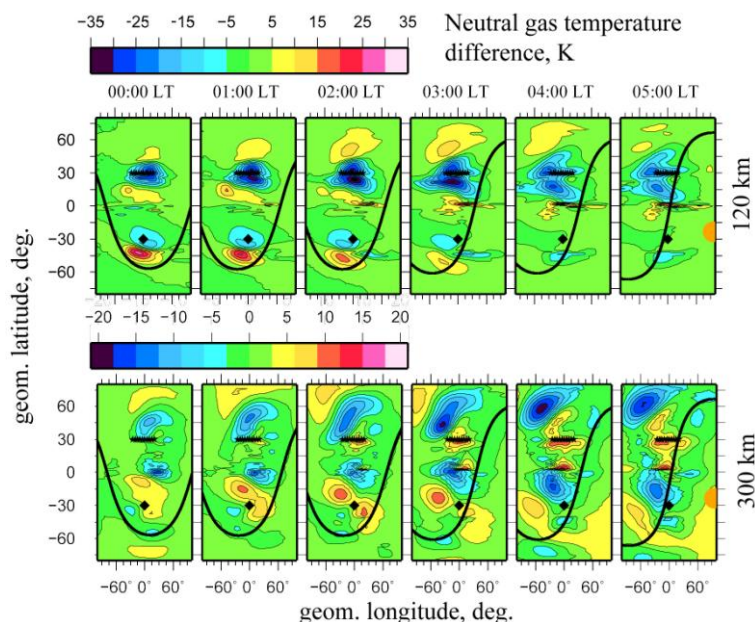 −35 −25 −15 −5 0 5 15 25 35
Neutral gas temperature
difference, K
00:00 LT 01:00 LT 02:00 LT 03:00 LT 04:00 LT 05:00 LT
60
30
0
−30
−60
120 km
−20 −15 −10 −5 0 5 10 15 20
geom. latitude, deg.
60
30
0
−30
−60
300 km
−60° 0° 60° −60° 0° 60° −60° 0° 60° −60° 0° 60° −60° 0° 60° −60° 0° 60°
geom. longitude, deg.